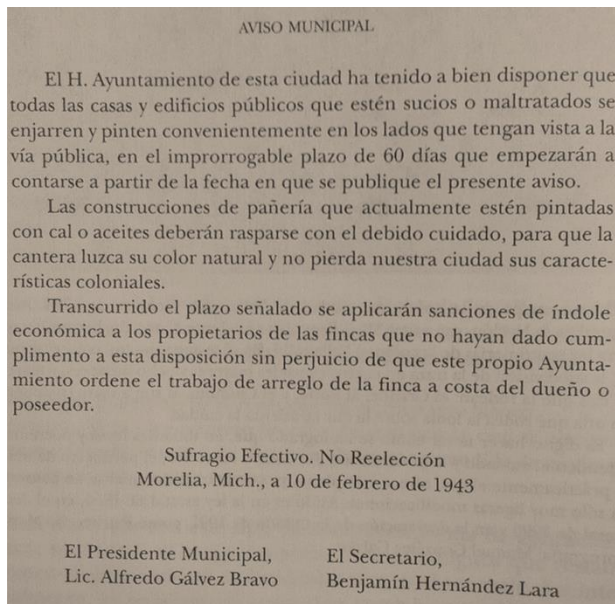 AVISO MUNICIPAL
El H. Ayuntamiento de esta ciudad ha tenido a bien disponer que
todas las casas y edificios públicos que estén sucios o maltratados se
enjarren y pinten convenientemente en los lados que tengan vista a la
vía pública, en el improrrogable plazo de 60 días que empezarán a
contarse a partir de la fecha en que se publique el presente aviso.
Las construcciones de pañería que actualmente estén pintadas
con cal o aceites deberán rasparse con el debido cuidado, para que la
cantera luzca su color natural y no pierda nuestra ciudad sus caracte-
rísticas coloniales.
Transcurrido el plazo señalado se aplicarán sanciones de índole
económica a los propietarios de las fincas que no hayan dado cum-
plimento a esta disposición sin perjuicio de que este propio Ayunta-
miento ordene el trabajo de arreglo de la finca a costa del dueño o
poseedor.
Sufragio Efectivo. No Reelección
Morelia, Mich., a 10 de febrero de 1943
El Presidente Municipal,
Lic. Alfredo Gálvez Bravo
El Secretario,
Benjamín Hernández Lara